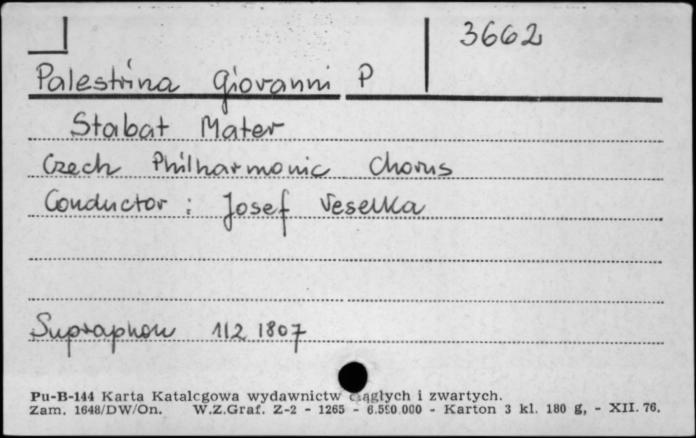 3662
Palestrina Giovanni P
Stabat Mater
Czech Philharmonic Chorus
Conductor : Josef Veselka
Supraphon 112 1807
Pu-B-144 Karta Katalogowa wydawnictw ciągłych i zwartych.
Zam. 1648/DW/On. W.Z.Graf. Z-2 - 1265 - 6.550.000 - Karton 3 kl. 180 g, - XII. 76.